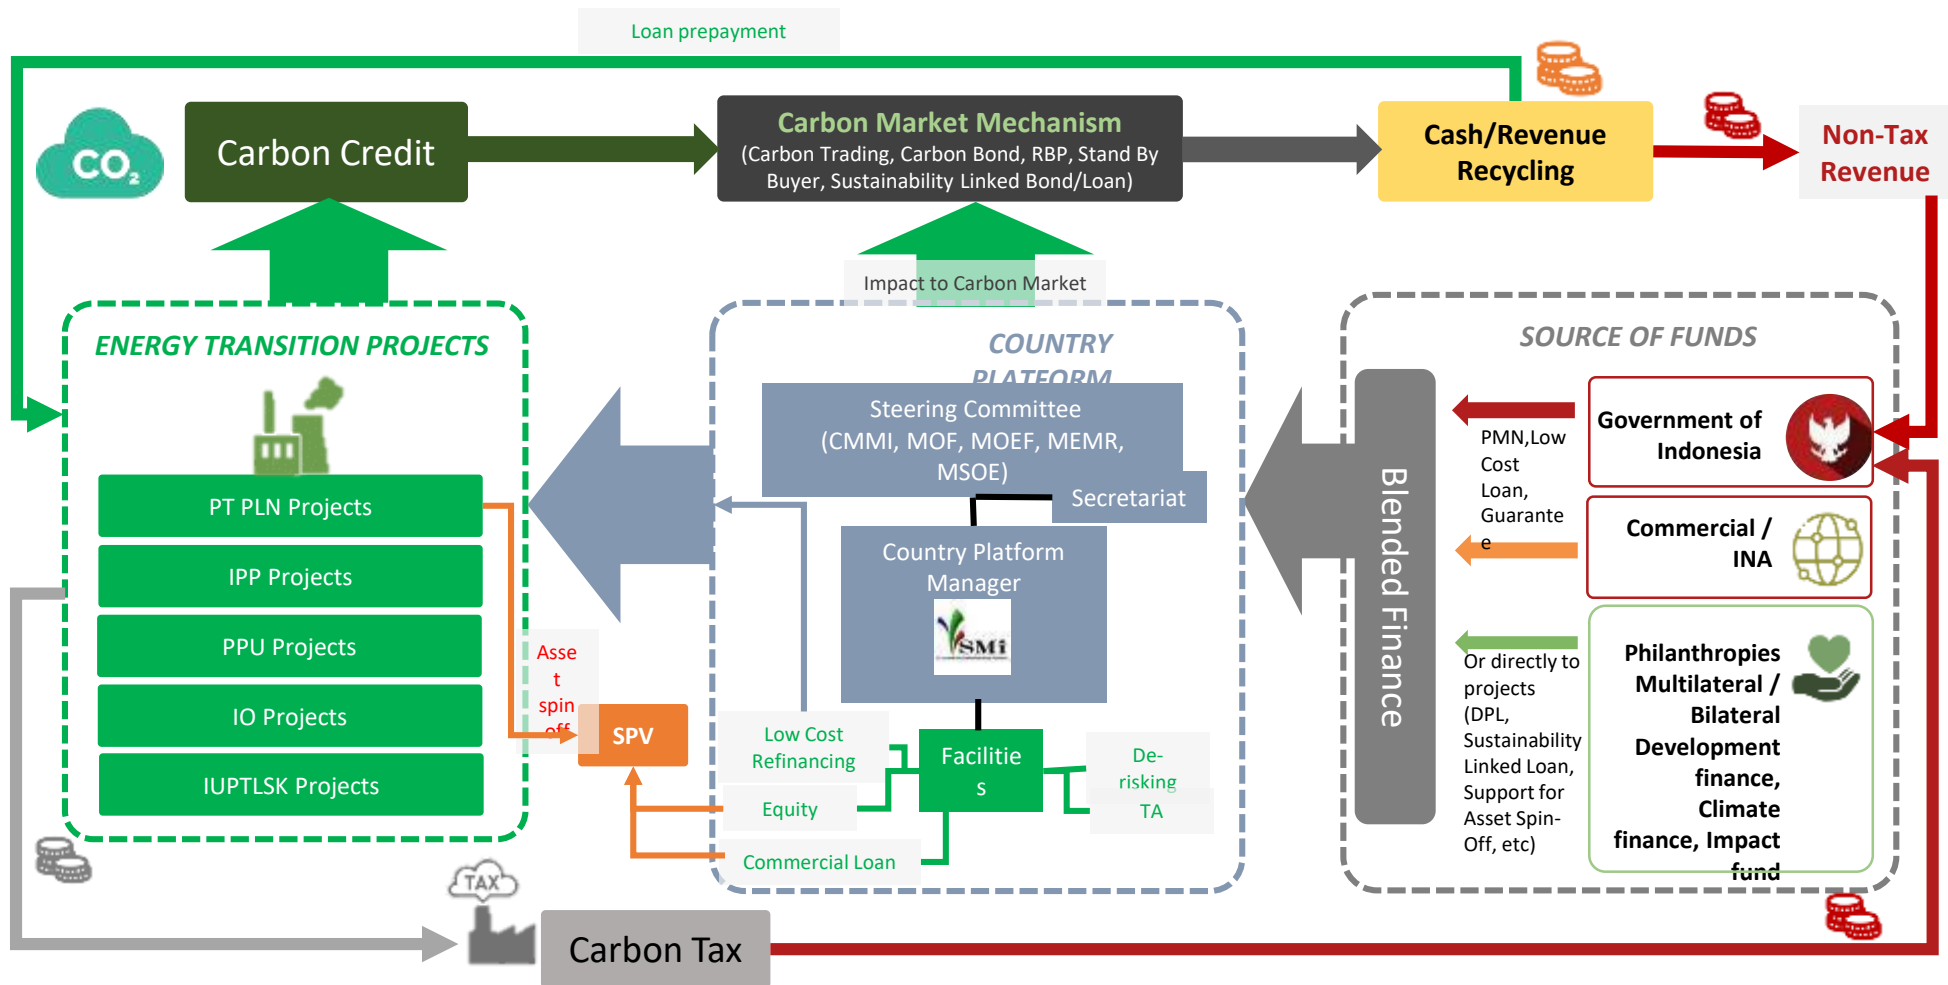 Loan prepayment
CO2
Carbon Credit
Carbon Market Mechanism
(Carbon Trading, Carbon Bond, RBP, Stand By
Buyer, Sustainability Linked Bond/Loan)
Cash/Revenue
Recycling
Non-Tax
Revenue
Impact to Carbon Market
ENERGY TRANSITION PROJECTS
PT PLN Projects
IPP Projects
PPU Projects
IO Projects
IUPTLSK Projects
Asse
t
spin
off
SPV
COUNTRY
PLATFORM
Steering Committee
(CMMI, MOF, MOEF, MEMR,
MSOE)
Secretariat
Country Platform
Manager
SMi
Low Cost
Refinancing
Equity
Commercial Loan
Facilitie
s
De-
risking
TA
SOURCE OF FUNDS
Blended Finance
PMN,Low
Cost
Loan,
Guarante
e
Or directly to
projects
(DPL,
Sustainability
Linked Loan,
Support for
Asset Spin-
Off, etc)
Government of
Indonesia
Commercial /
INA
Philanthropies
Multilateral /
Bilateral
Development
finance,
Climate
finance, Impact
fund
TAX
Carbon Tax